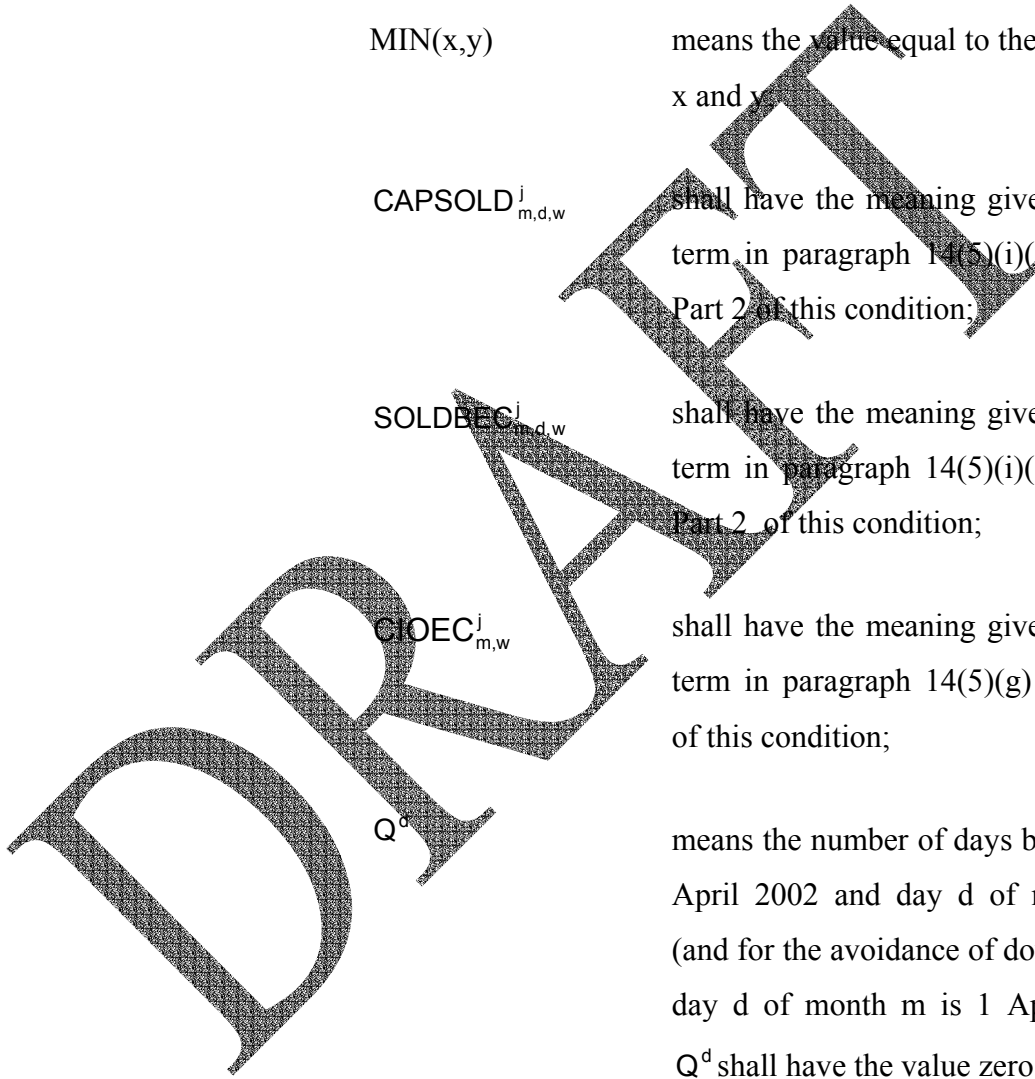 MIN(x,y) means the value equal to the
x and y;
CAPSOLD^j_{m,d,w} shall have the meaning give
term in paragraph 14(5)(i)(
Part 2 of this condition;
SOLDBEC^j_{m,d,w} shall have the meaning give
term in paragraph 14(5)(i)(
Part 2 of this condition;
CIOEC^j_{m,w} shall have the meaning give
term in paragraph 14(5)(g)
of this condition;
Q^d means the number of days b
April 2002 and day d of
(and for the avoidance of do
day d of month m is 1 Ap
Q^d shall have the value zero
DRAFT